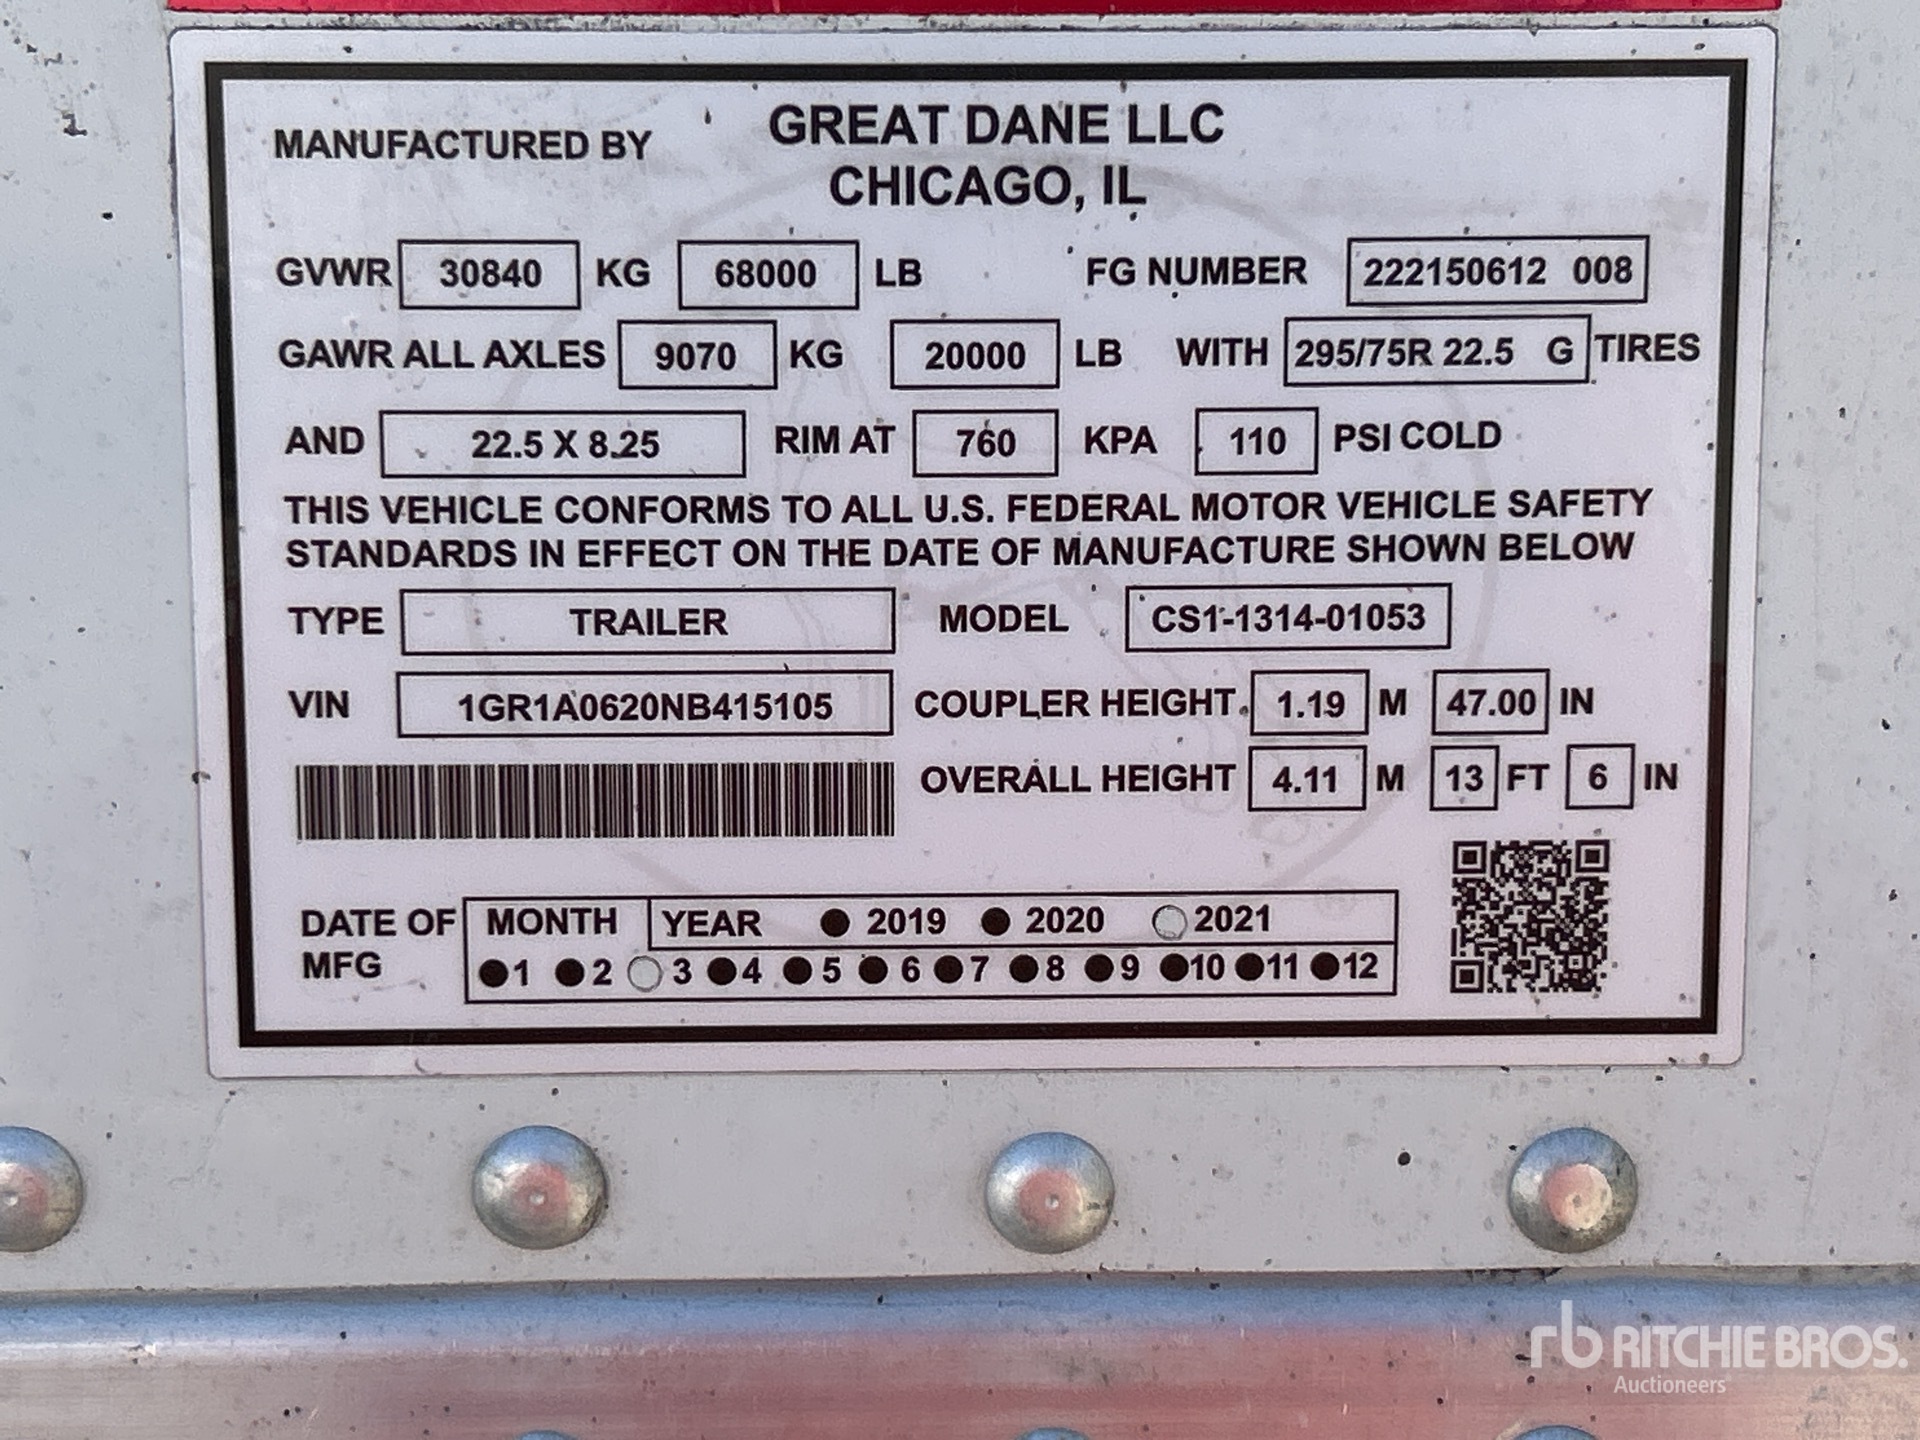 MANUFACTURED BY GREAT DANE LLC
CHICAGO, IL
GVWR 30840 KG 68000 LB FG NUMBER 222150612 008
GAWR ALL AXLES 9070 KG 20000 LB WITH 295/75R 22.5 G TIRES
AND 22.5 X 8.25 RIM AT 760 KPA 110 PSI COLD
THIS VEHICLE CONFORMS TO ALL U.S. FEDERAL MOTOR VEHICLE SAFETY
STANDARDS IN EFFECT ON THE DATE OF MANUFACTURE SHOWN BELOW
TYPE TRAILER MODEL CS1-1314-01053
VIN 1GR1A0620NB415105 COUPLER HEIGHT 1.19 M 47.00 IN
OVERALL HEIGHT 4.11 M 13 FT 6 IN
DATE OF MFG MONTH YEAR 2019 2020 2021
1 2 3 4 5 6 7 8 9 10 11 12
rb RITCHIE BROS.
Auctioneers